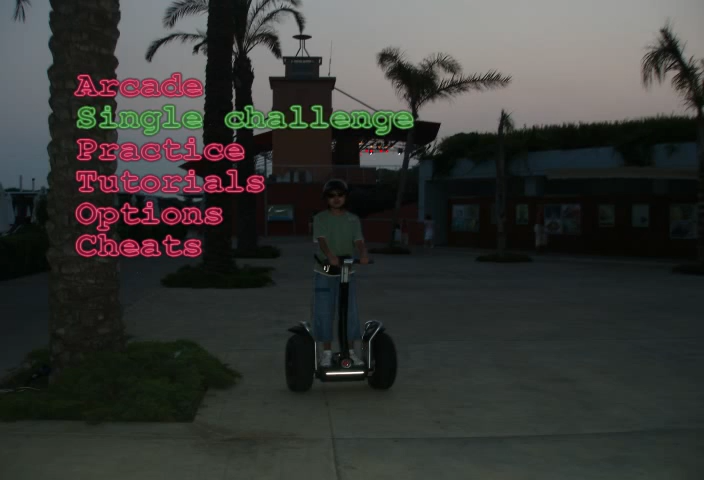 Arcade
Single challenge
Practice
Tutorials
Options
Cheats